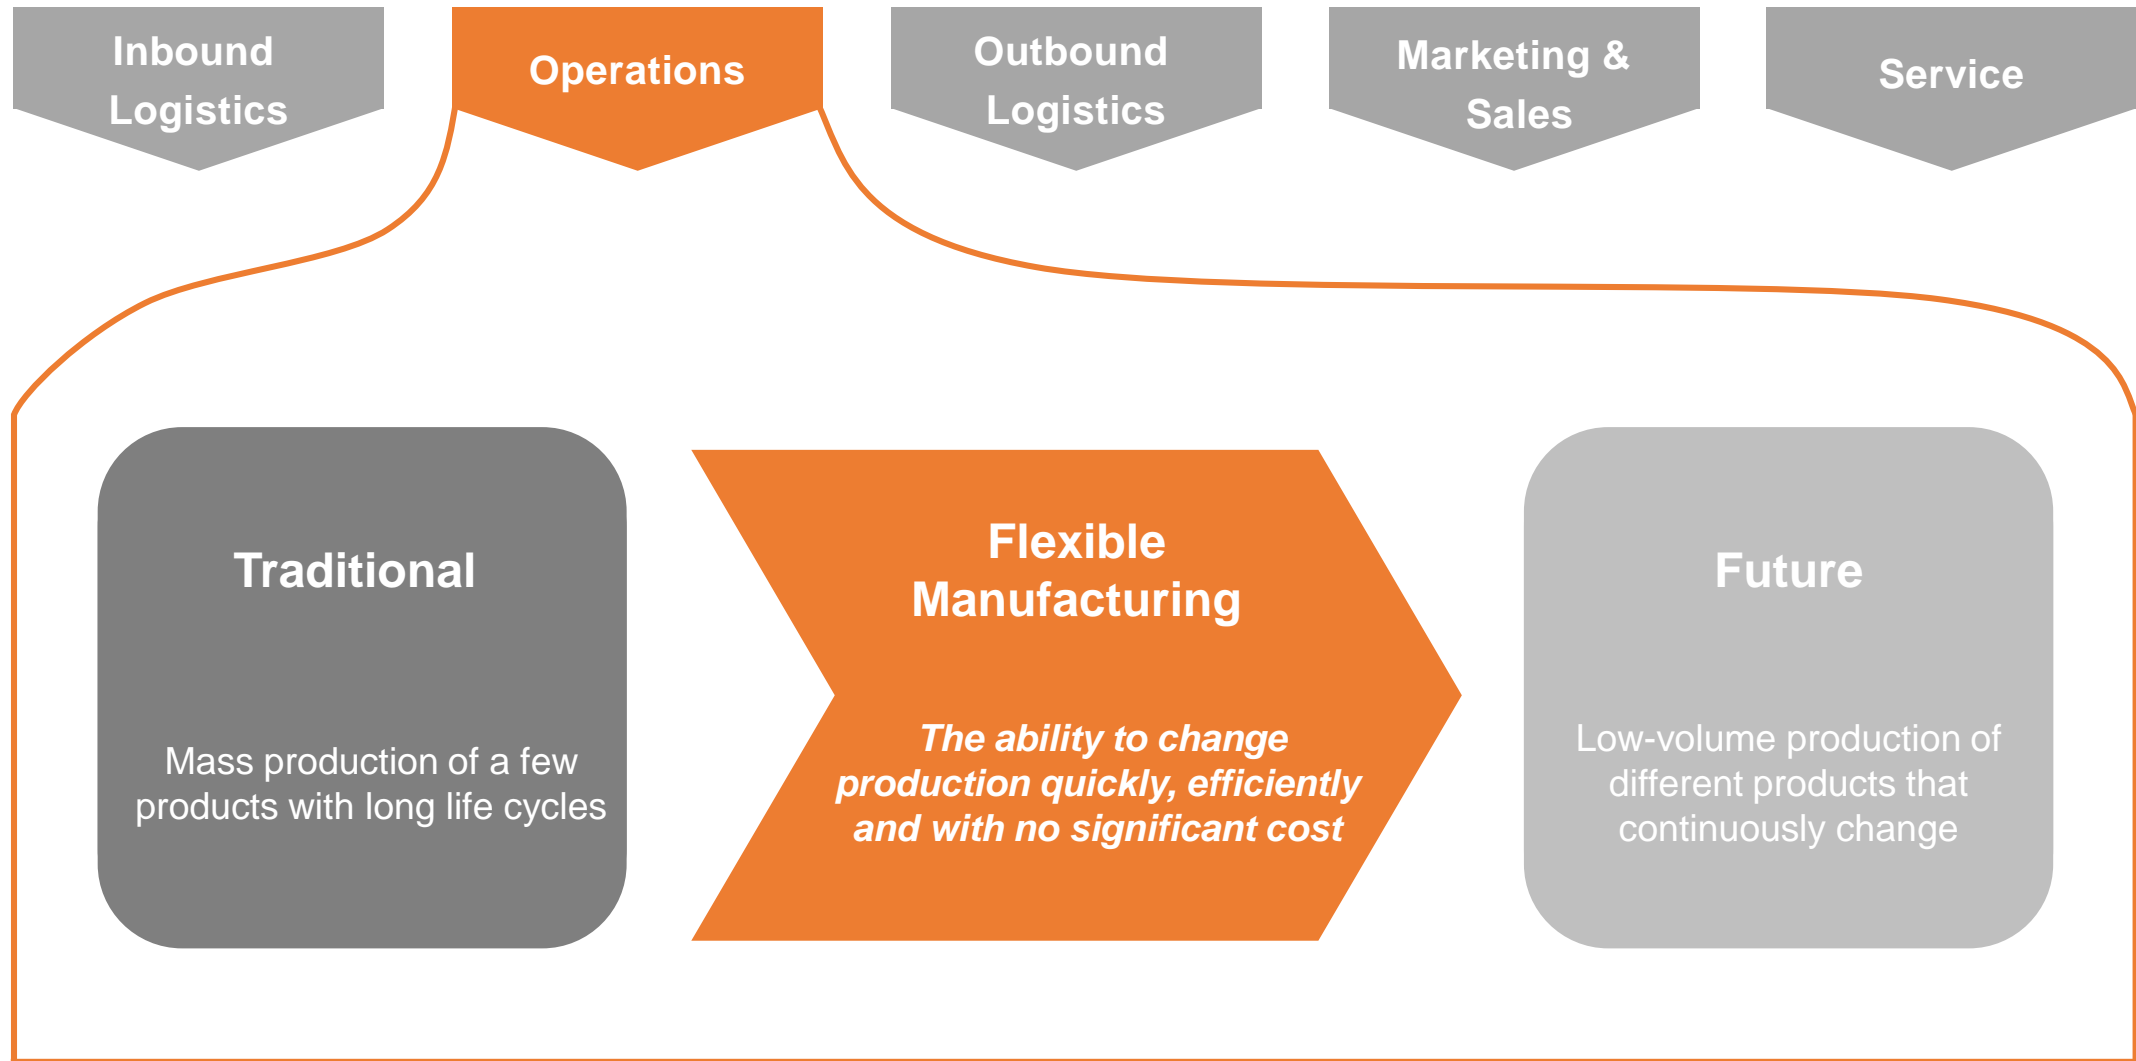 Inbound
Logistics
Operations
Outbound
Logistics
Marketing &
Sales
Service
Traditional
Mass production of a few
products with long life cycles
Flexible
Manufacturing
The ability to change
production quickly, efficiently
and with no significant cost
Future
Low-volume production of
different products that
continuously change